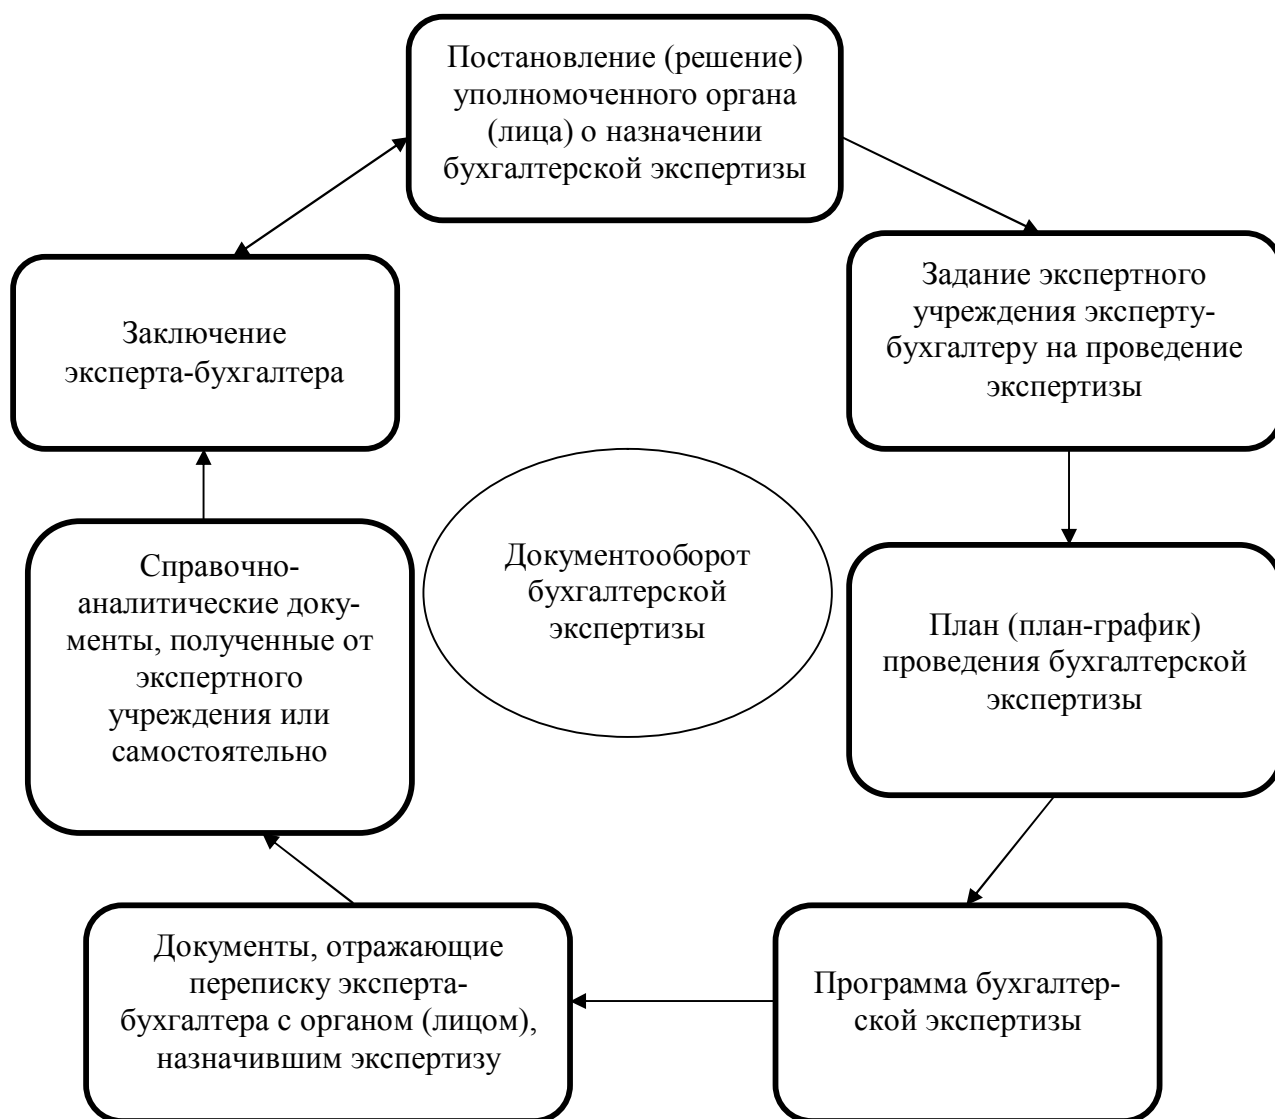 Постановление (решение)
уполномоченного органа
(лица) о назначении
бухгалтерской экспертизы
Задание экспертного
учреждения эксперту-
бухгалтеру на проведение
экспертизы
Заключение
эксперта-бухгалтера
Документооборот
бухгалтерской
экспертизы
Справочно-
аналитические доку-
менты, полученные от
экспертного
учреждения или
самостоятельно
План (план-график)
проведения бухгалтерской
экспертизы
Документы, отражающие
переписку эксперта-
бухгалтера с органом (лицом),
назначившим экспертизу
Программа бухгалтер-
ской экспертизы